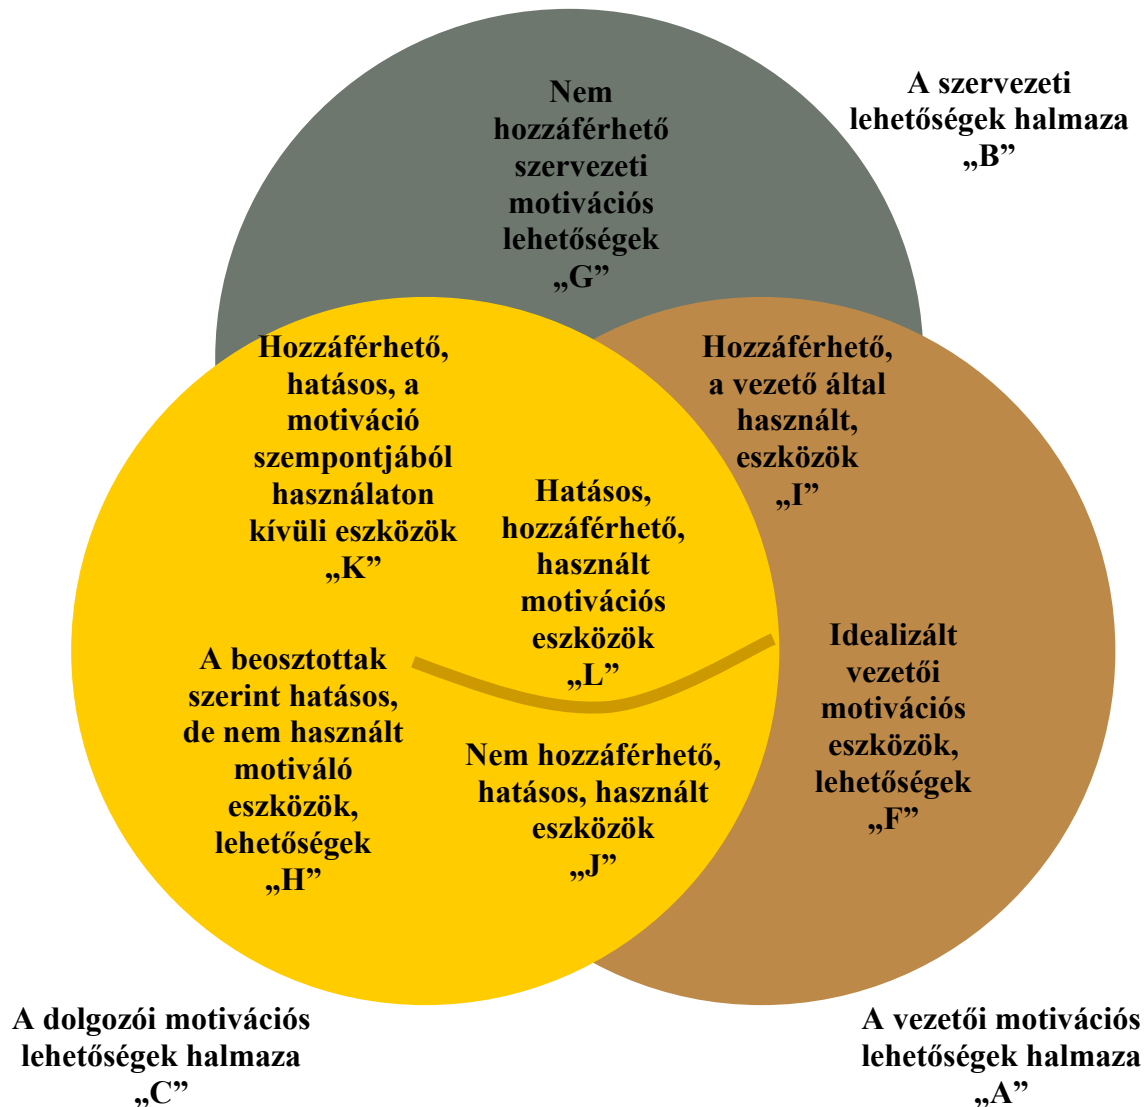 A szervezeti
lehetőségek halmaza
„B”
Nem
hozzáférhető
szervezeti
motivációs
lehetőségek
„G”
Hozzáférhető,
hatásos, a
motiváció
szempontjából
használaton
kívüli eszközök
„K”
Hozzáférhető,
a vezető által
használt,
eszközök
„I”
Hatásos,
hozzáférhető,
használt
motivációs
eszközök
„L”
A beosztottak
szerint hatásos,
de nem használt
motiváló
eszközök,
lehetőségek
„H”
Nem hozzáférhető,
hatásos, használt
eszközök
„J”
Idealizált
vezetői
motivációs
eszközök,
lehetőségek
„F”
A dolgozói motivációs
lehetőségek halmaza
„C”
A vezetői motivációs
lehetőségek halmaza
„A”